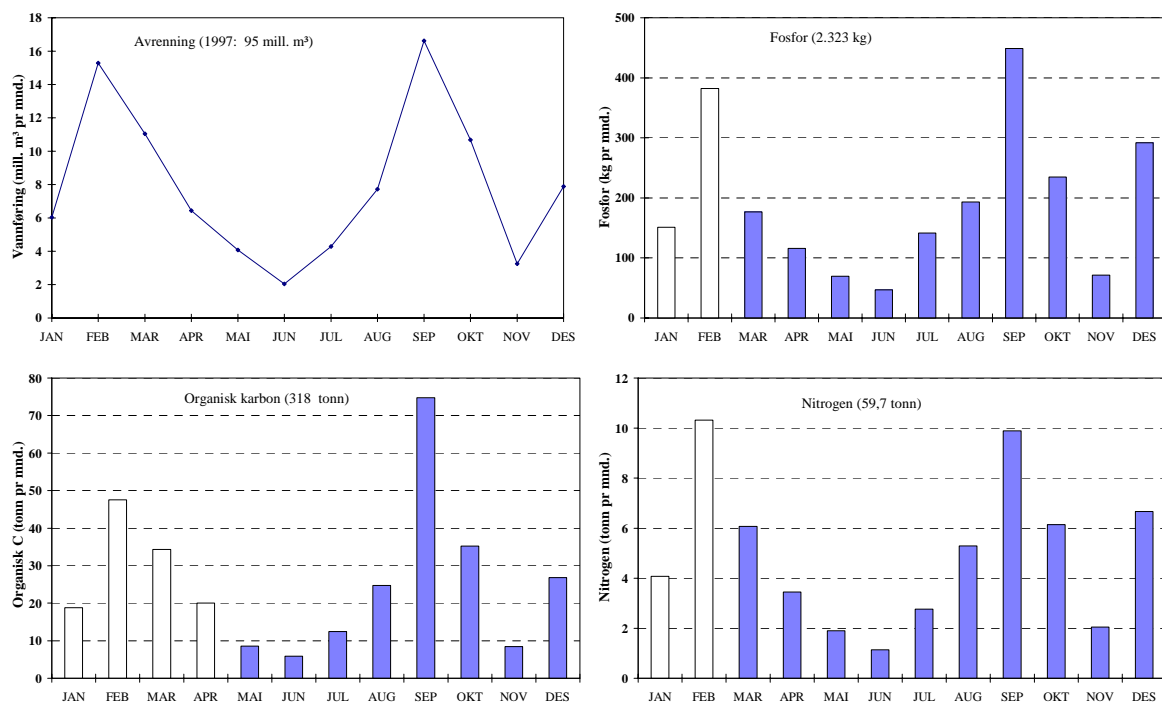 Avrenning (1997:  95 mill. m³)
Vannføring (mill. m³ pr mnd.)
18
16
14
12
10
8
6
4
2
0
JAN FEB MAR APR MAI JUN JUL AUG SEP OKT NOV DES
Fosfor (2.323 kg)
Fosfor (kg pr mnd.)
500
400
300
200
100
0
JAN FEB MAR APR MAI JUN JUL AUG SEP OKT NOV DES
Organisk karbon (318  tonn)
Organisk C (tonn pr mnd.)
80
70
60
50
40
30
20
10
0
JAN FEB MAR APR MAI JUN JUL AUG SEP OKT NOV DES
Nitrogen (59,7 tonn)
Nitrogen (tonn pr mnd.)
12
10
8
6
4
2
0
JAN FEB MAR APR MAI JUN JUL AUG SEP OKT NOV DES